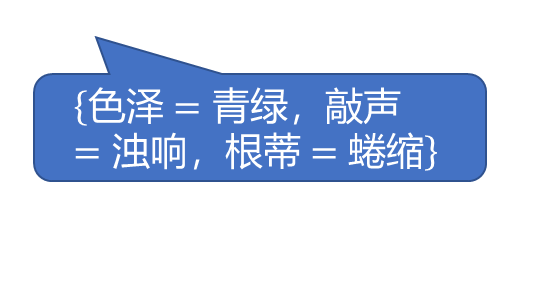 {色泽 = 青绿，敲声
= 浊响，根蒂 = 蜷缩}